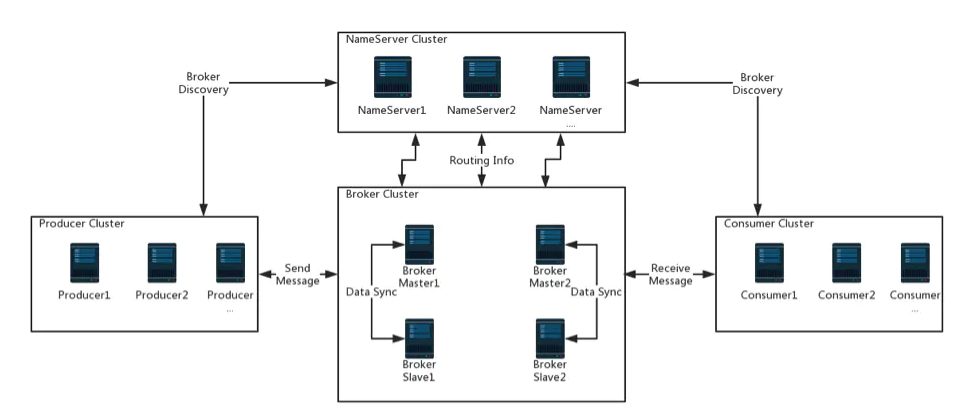 NameServer Cluster
NameServer1
NameServer2
NameServer
....
Broker
Discovery
Broker
Discovery
Routing Info
Producer Cluster
Producer1
Producer2
Producer
...
Send
Message
Broker Cluster
Broker
Master1
Broker
Master2
Data Sync
Data Sync
Broker
Slave1
Broker
Slave2
Receive
Message
Consumer Cluster
Consumer1
Consumer2
Consumer
...